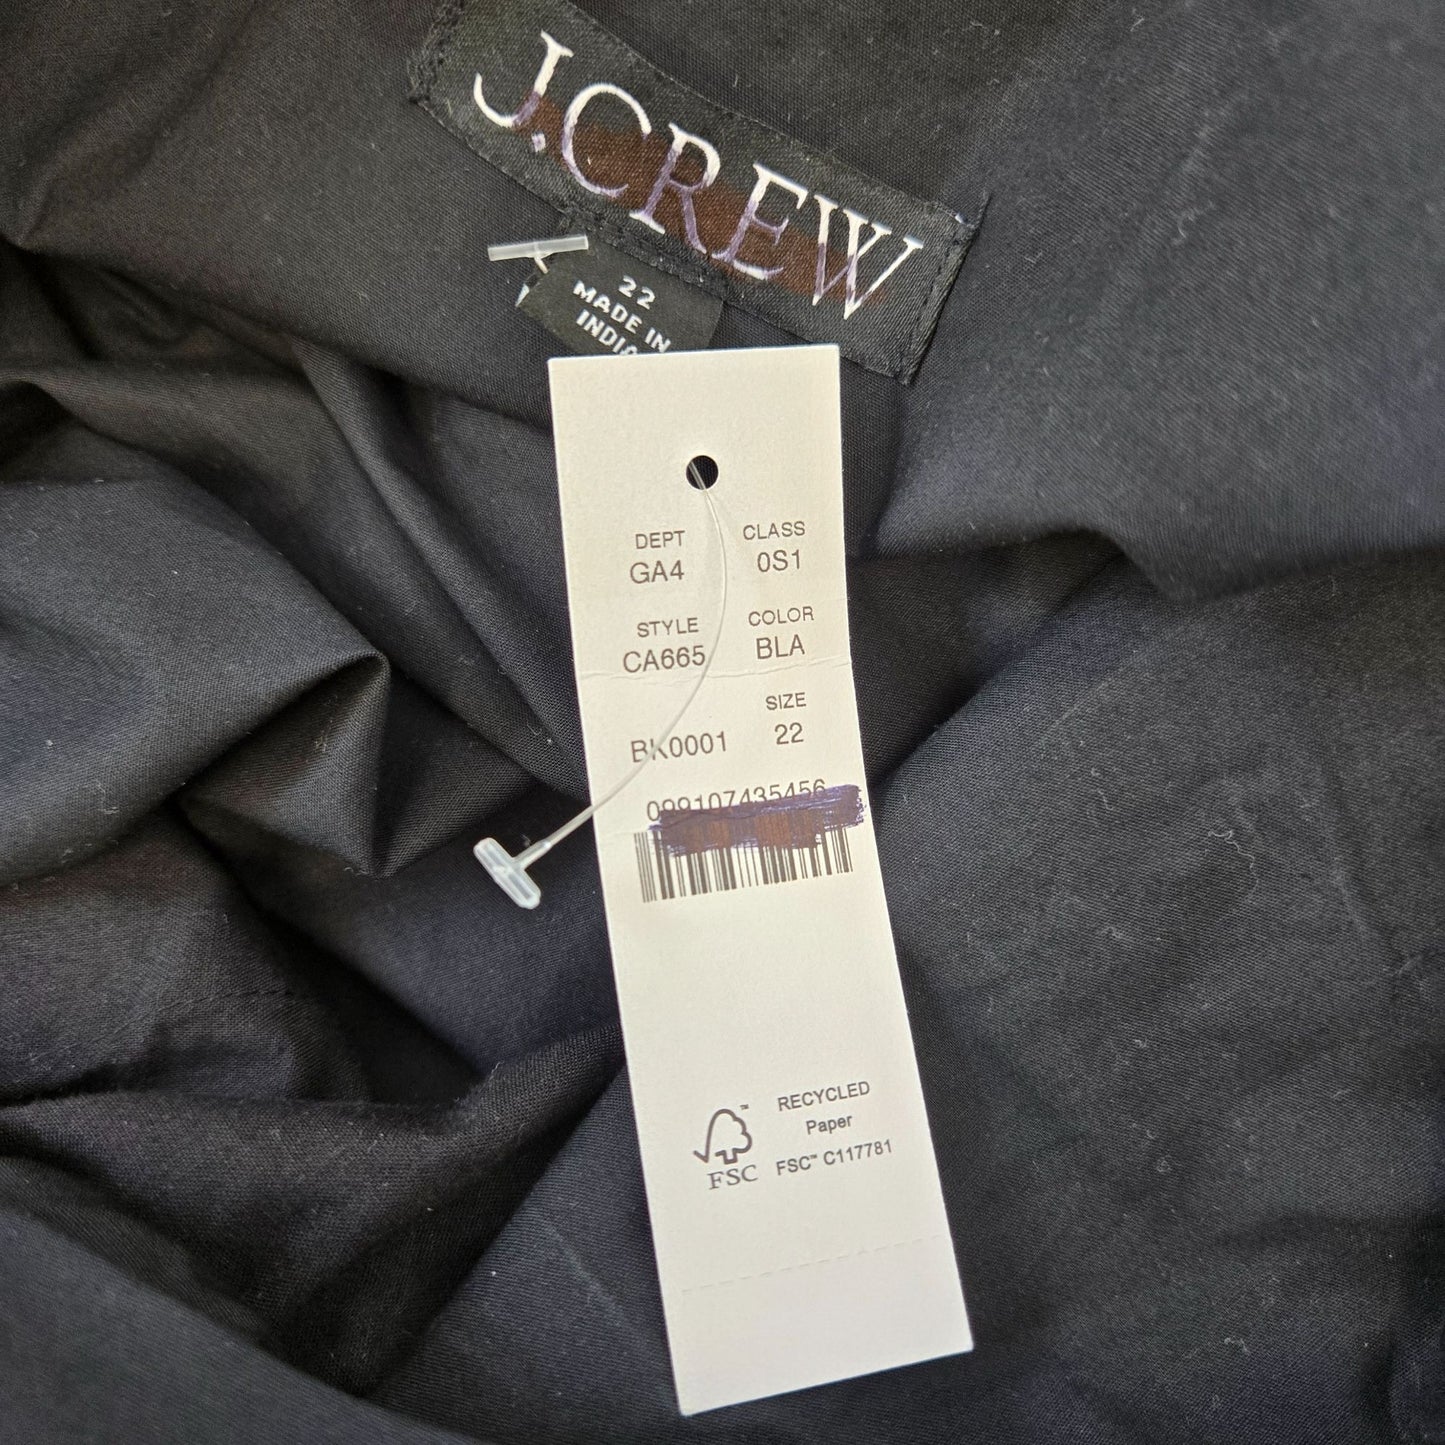 J.CREW
22
MADE IN
INDIA
DEPT CLASS
GA4 0S1
STYLE COLOR
CA665 BLA
SIZE
BK0001 22
099107435456
RECYCLED
Paper
FSC™ C117781
FSC